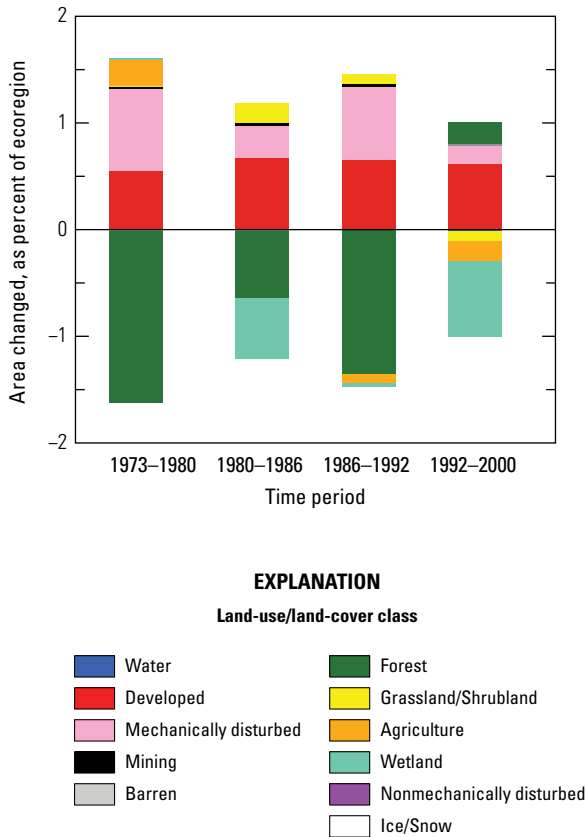 Area changed, as percent of ecoregion
2
1
0
–1
–2
1973–1980 1980–1986 1986–1992 1992–2000
Time period
EXPLANATION
Land-use/land-cover class
Water
Developed
Mechanically disturbed
Mining
Barren
Forest
Grassland/Shrubland
Agriculture
Wetland
Nonmechanically disturbed
Ice/Snow